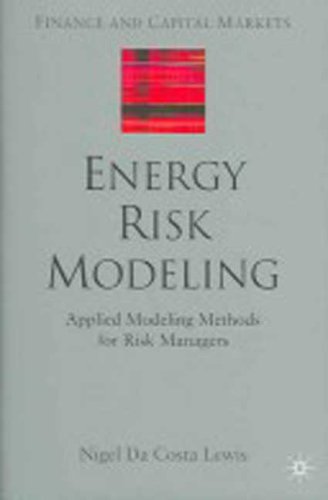 FINANCE AND CAPITAL MARKETS
ENERGY
RISK
MODELING
Applied Modeling Methods
for Risk Managers
Nigel Da Costa Lewis